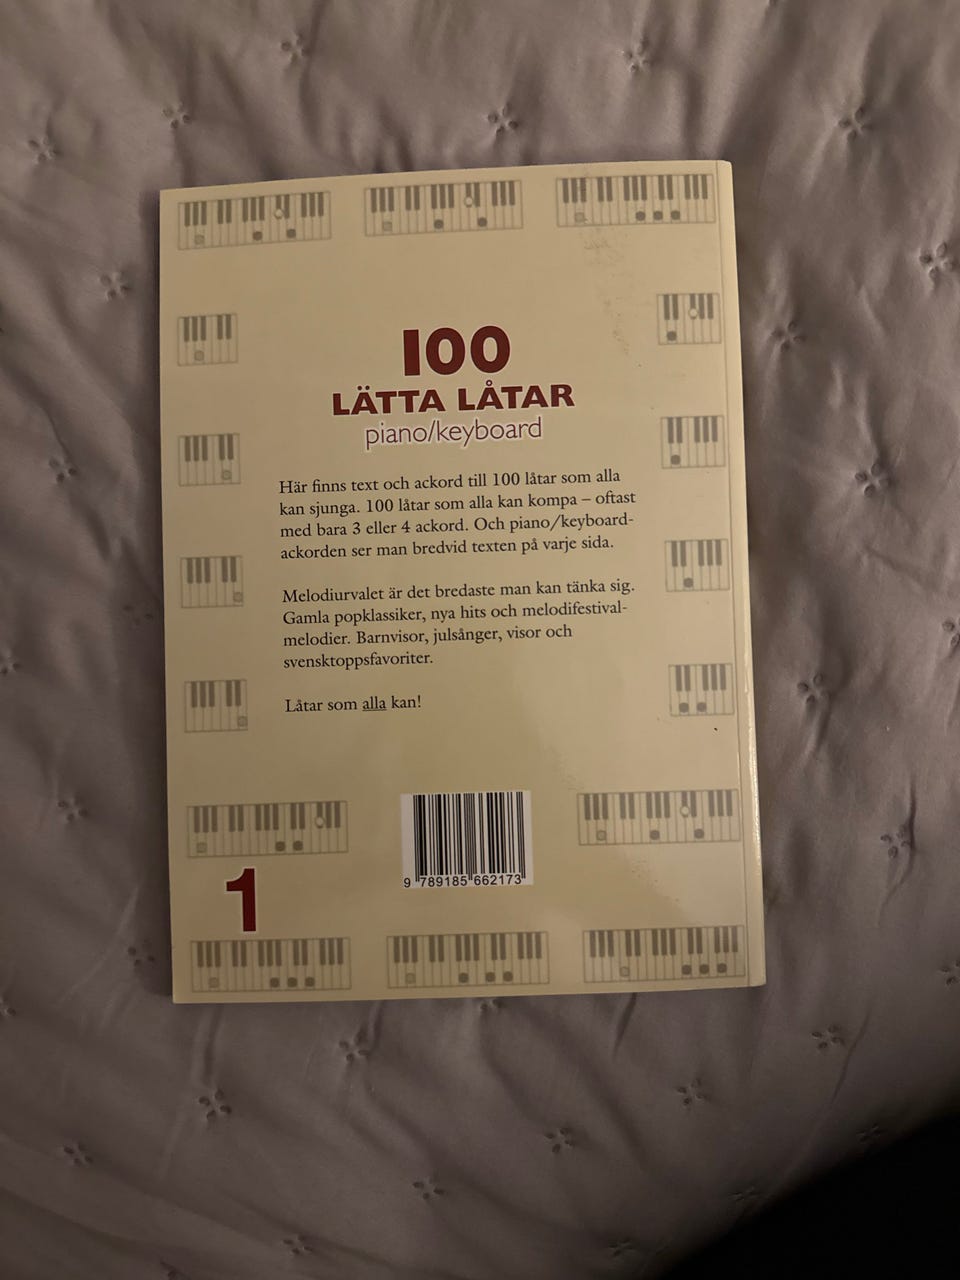 100
LÄTTA LÅTAR
piano/keyboard
Här finns text och ackord till 100 låtar som alla
kan sjunga. 100 låtar som alla kan kompa – oftast
med bara 3 eller 4 ackord. Och piano/keyboard-
ackorden ser man bredvid texten på varje sida.
Melodiurvalet är det bredaste man kan tänka sig.
Gamla popklassiker, nya hits och melodifestival-
melodier. Barnvisor, julsånger, visor och
svensktoppsfavoriter.
Låtar som alla kan!
9 789185 662173
1